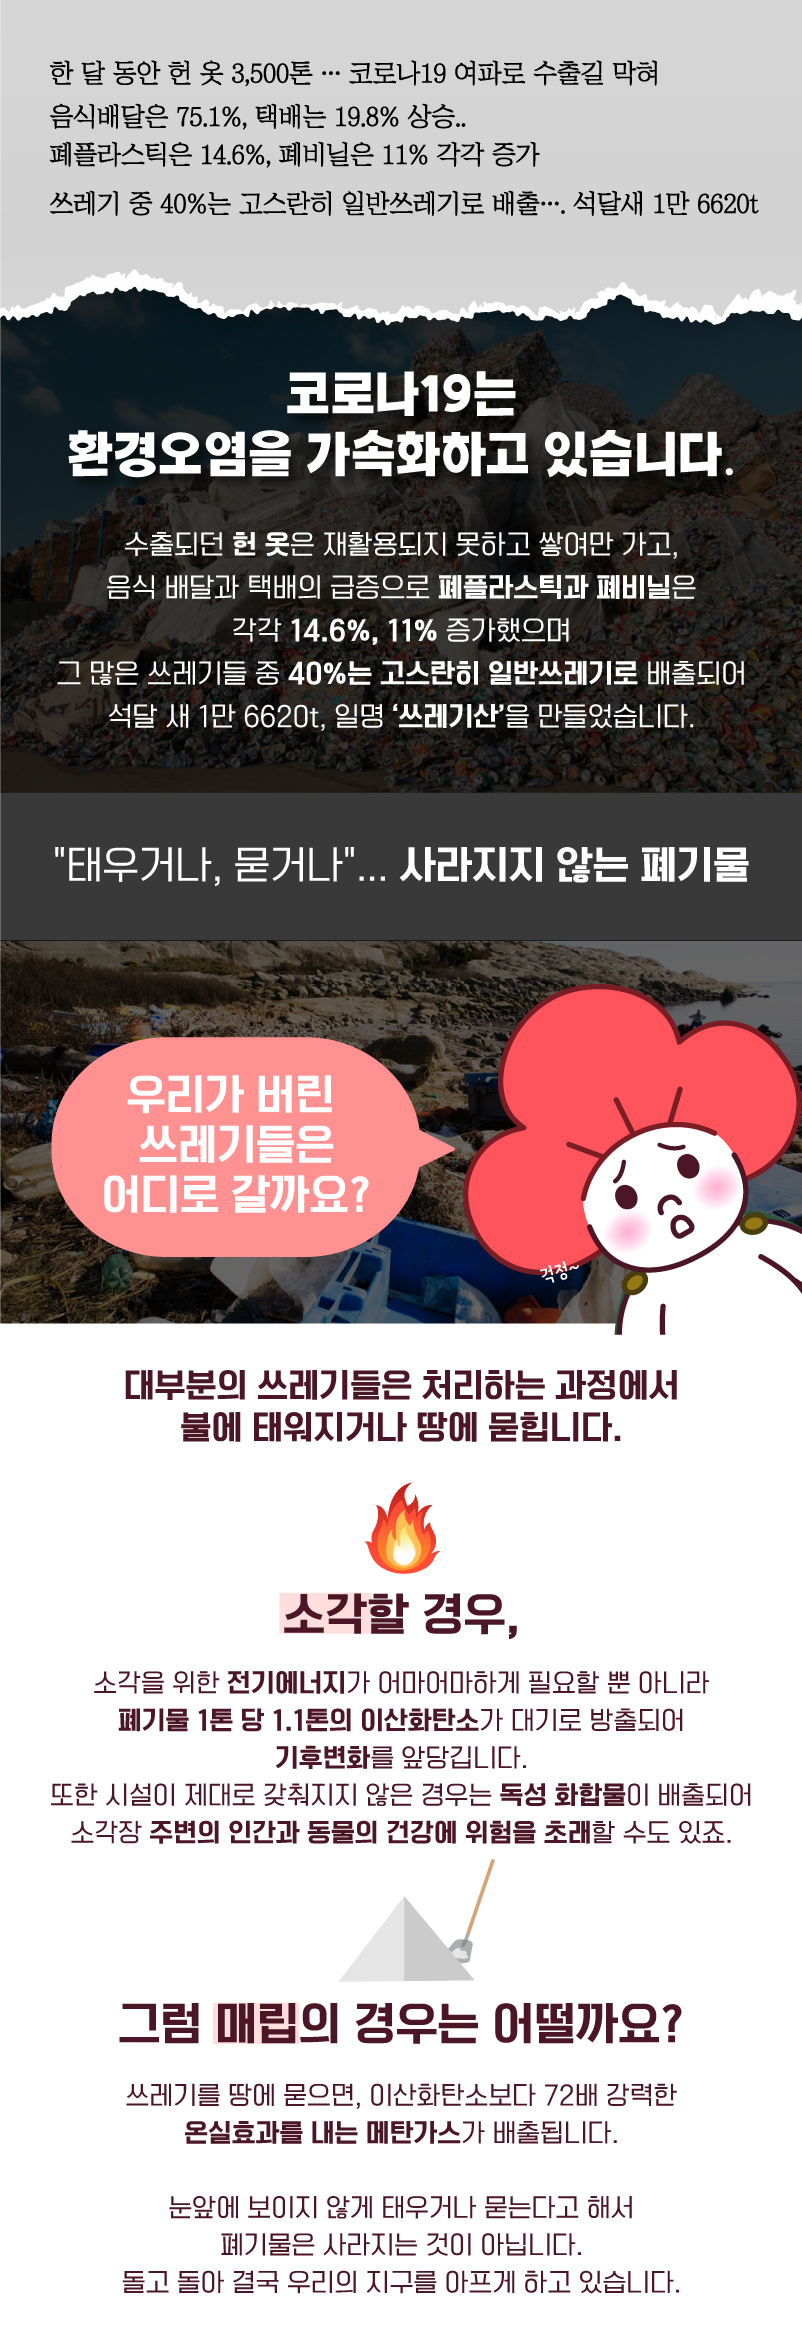 한 달 동안 헌 옷 3,500톤 … 코로나19 여파로 수출길 막혀
음식배달은 75.1%, 택배는 19.8% 상승..
폐플라스틱은 14.6%, 폐비닐은 11% 각각 증가
쓰레기 중 40%는 고스란히 일반쓰레기로 배출…. 석달새 1만 6620t
코로나19는
환경오염을 가속화하고 있습니다.
수출되던 헌 옷은 재활용되지 못하고 쌓여만 가고,
음식 배달과 택배의 급증으로 폐플라스틱과 폐비닐은
각각 14.6%, 11% 증가했으며
그 많은 쓰레기들 중 40%는 고스란히 일반쓰레기로 배출되어
석달 새 1만 6620t, 일명 ‘쓰레기산’을 만들었습니다.
"태우거나, 묻거나"... 사라지지 않는 폐기물
우리가 버린
쓰레기들은
어디로 갈까요?
걱정~
대부분의 쓰레기들은 처리하는 과정에서
불에 태워지거나 땅에 묻힙니다.
소각할 경우,
소각을 위한 전기에너지가 어마어마하게 필요할 뿐 아니라
폐기물 1톤 당 1.1톤의 이산화탄소가 대기로 방출되어
기후변화를 앞당깁니다.
또한 시설이 제대로 갖춰지지 않은 경우는 독성 화합물이 배출되어
소각장 주변의 인간과 동물의 건강에 위험을 초래할 수도 있죠.
그럼 매립의 경우는 어떨까요?
쓰레기를 땅에 묻으면, 이산화탄소보다 72배 강력한
온실효과를 내는 메탄가스가 배출됩니다.
눈앞에 보이지 않게 태우거나 묻는다고 해서
폐기물은 사라지는 것이 아닙니다.
돌고 돌아 결국 우리의 지구를 아프게 하고 있습니다.